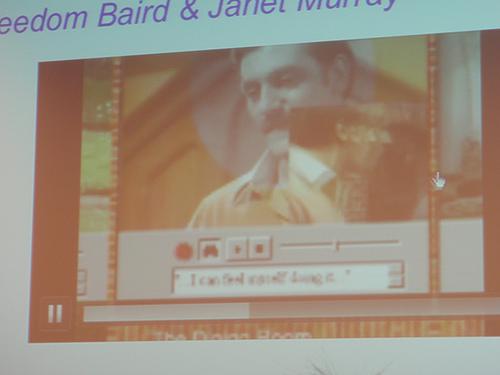 eedom Baird & Janet Murray
"...I can feel myself doing it..."
The Dining Room